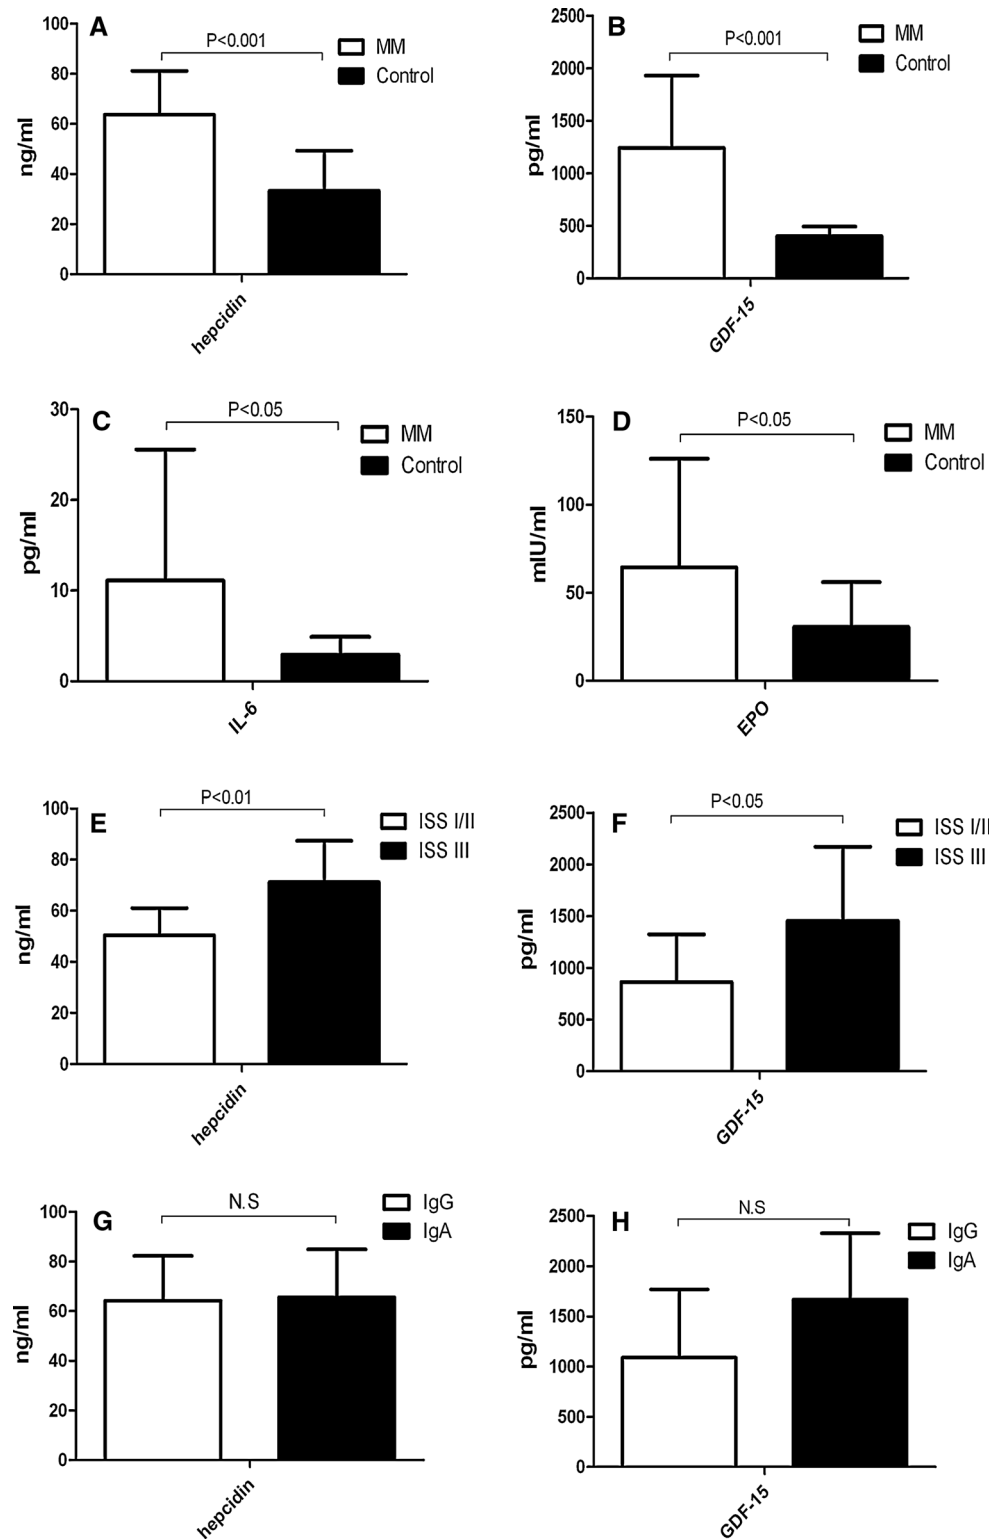 A
P<0.001
MM
Control
100
80
60
40
20
0
ng/ml
hepcidin
B
P<0.001
MM
Control
2500
2000
1500
1000
500
0
pg/ml
GDF-15
C
P<0.05
MM
Control
30
20
10
0
pg/ml
IL-6
D
P<0.05
MM
Control
150
100
50
0
mIU/ml
EPO
E
P<0.01
ISS I/II
ISS III
100
80
60
40
20
0
ng/ml
hepcidin
F
P<0.05
ISS I/II
ISS III
2500
2000
1500
1000
500
0
pg/ml
GDF-15
G
N.S
IgG
IgA
100
80
60
40
20
0
ng/ml
hepcidin
H
N.S
IgG
IgA
2500
2000
1500
1000
500
0
pg/ml
GDF-15